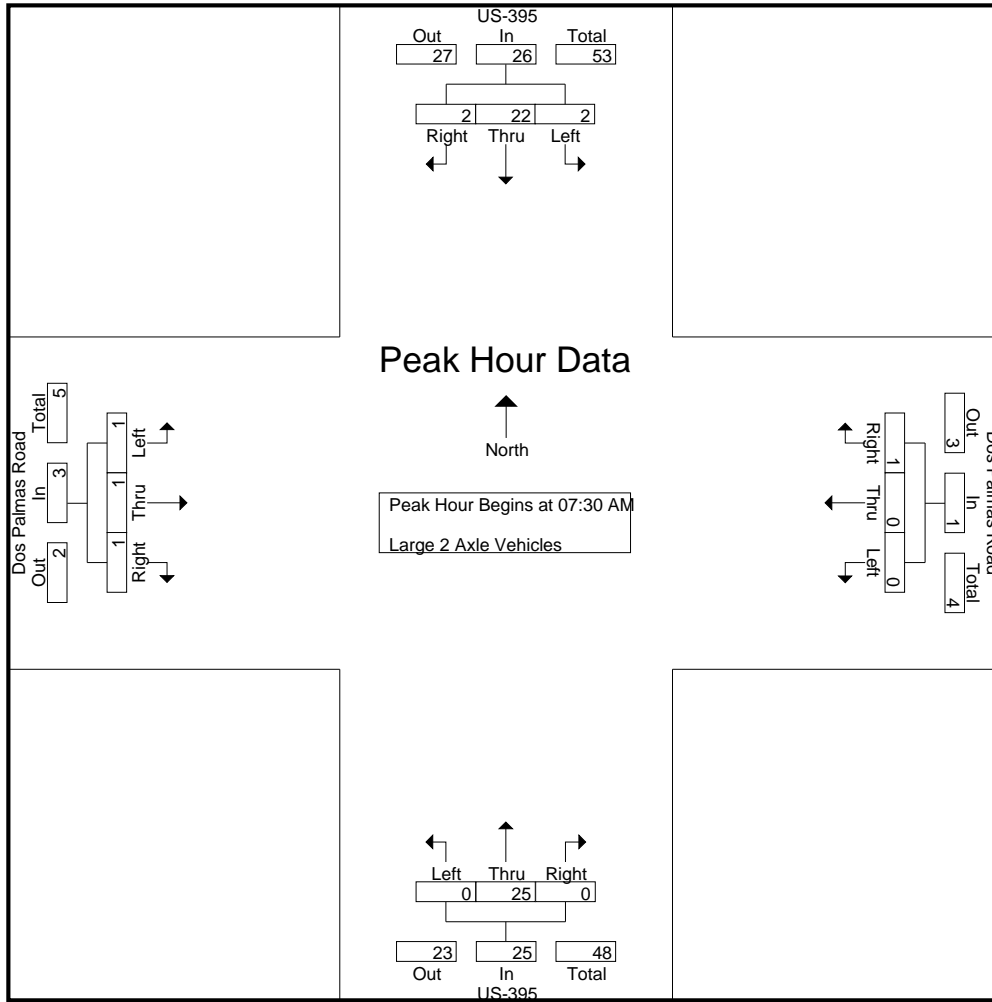 US-395
Out In Total
27 26 53
2 22 2
Right Thru Left
Peak Hour Data
North
Peak Hour Begins at 07:30 AM
Large 2 Axle Vehicles
Dos Palmas Road
Out In Total
2 3 5
Right Thru Left
1 1 1
Dos Palmas Road
Out In Total
3 1 4
Right Thru Left
1 0 0
Left Thru Right
0 25 0
23 25 48
Out In Total
US-395